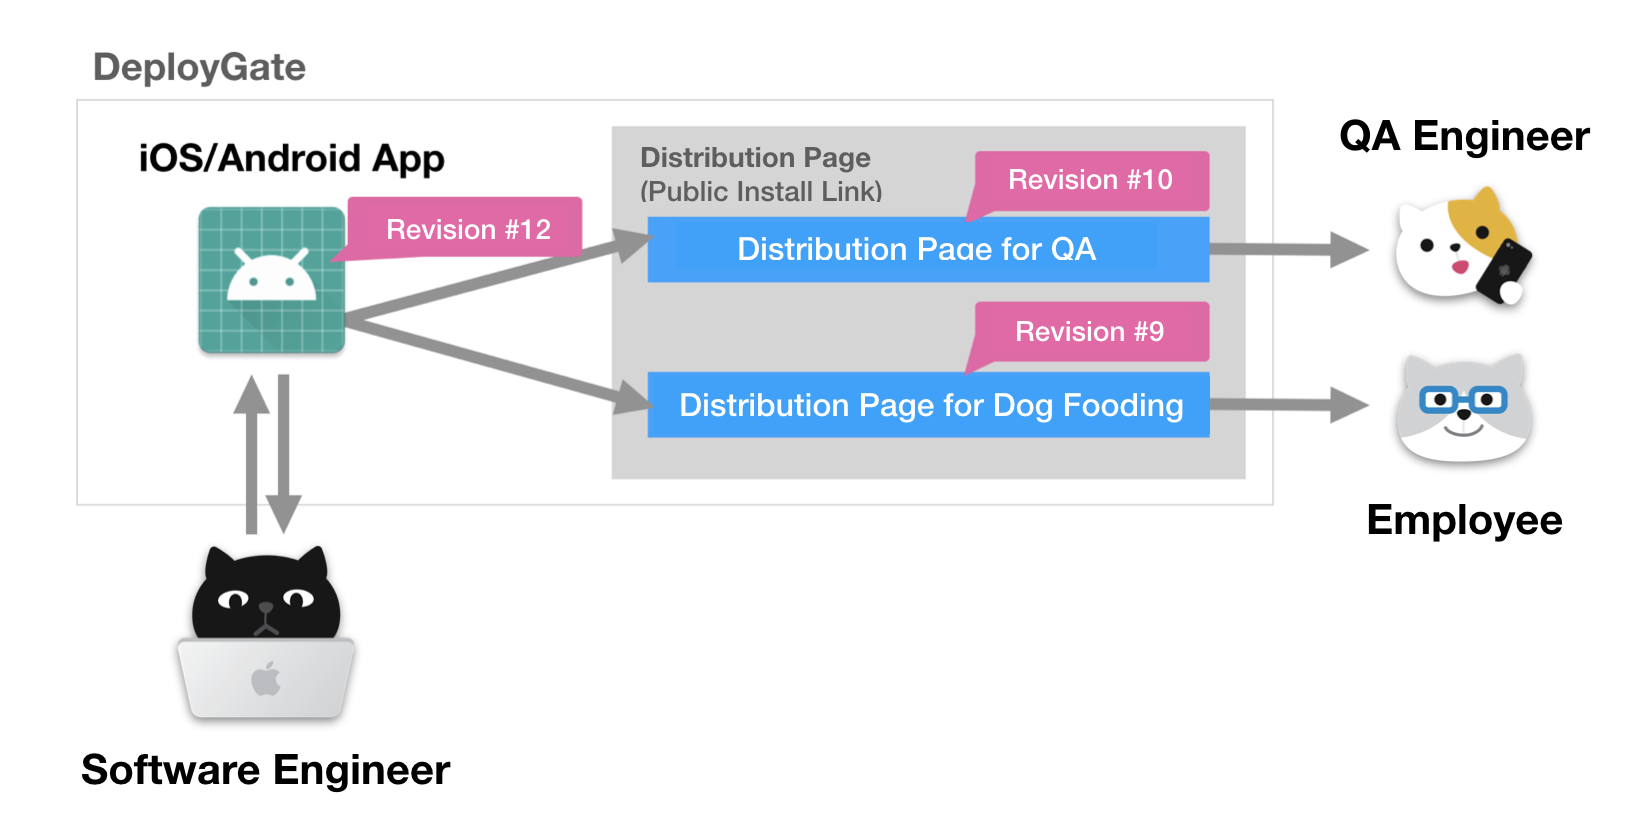 DeployGate
iOS/Android App
Revision #12
Distribution Page
(Public Install Link)
Revision #10
Distribution Page for QA
Revision #9
Distribution Page for Dog Fooding
QA Engineer
Employee
Software Engineer